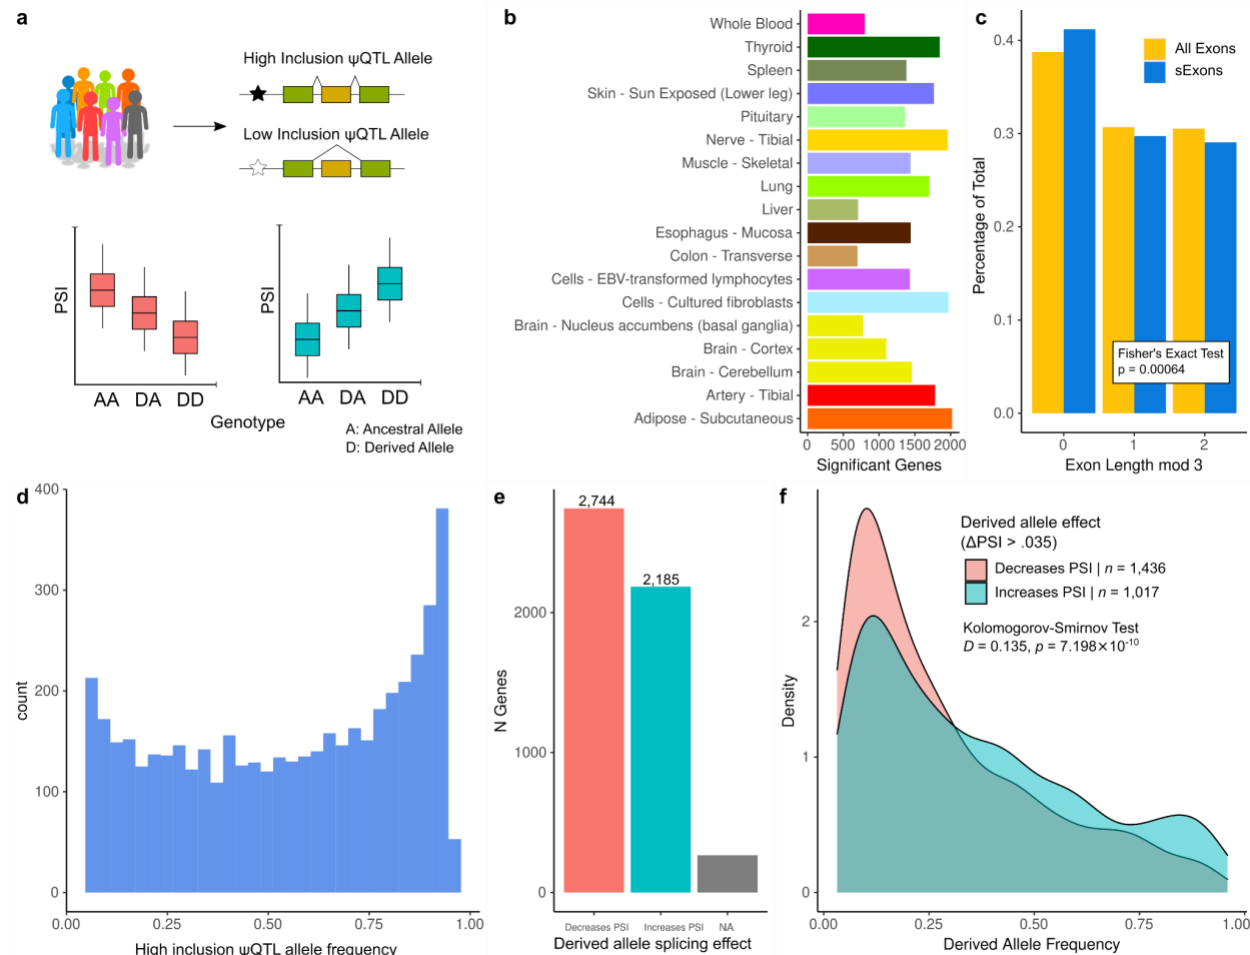 a
High Inclusion ψQTL Allele
Low Inclusion ψQTL Allele
PSI
AA DA DD
PSI
AA DA DD
Genotype
A: Ancestral Allele
D: Derived Allele
b
Whole Blood
Thyroid
Spleen
Skin - Sun Exposed (Lower leg)
Pituitary
Nerve - Tibial
Muscle - Skeletal
Lung
Liver
Esophagus - Mucosa
Colon - Transverse
Cells - EBV-transformed lymphocytes
Cells - Cultured fibroblasts
Brain - Nucleus accumbens (basal ganglia)
Brain - Cortex
Brain - Cerebellum
Artery - Tibial
Adipose - Subcutaneous
0 500 1000 1500 2000
Significant Genes
c
All Exons
sExons
Percentage of Total
0.4
0.3
0.2
0.1
0.0
Fisher's Exact Test
p = 0.00064
0 1 2
Exon Length mod 3
d
count
400
300
200
100
0
0.00 0.25 0.50 0.75 1.00
High inclusion ψQTL allele frequency
e
N Genes
2000
1000
0
2,744
2,185
Decreases PSI Increases PSI NA
Derived allele splicing effect
f
Density
2
1
0
Derived allele effect
(ΔPSI > .035)
Decreases PSI | n = 1,436
Increases PSI | n = 1,017
Kolomogorov-Smirnov Test
D = 0.135, p = 7.198×10-10
0.00 0.25 0.50 0.75 1.00
Derived Allele Frequency